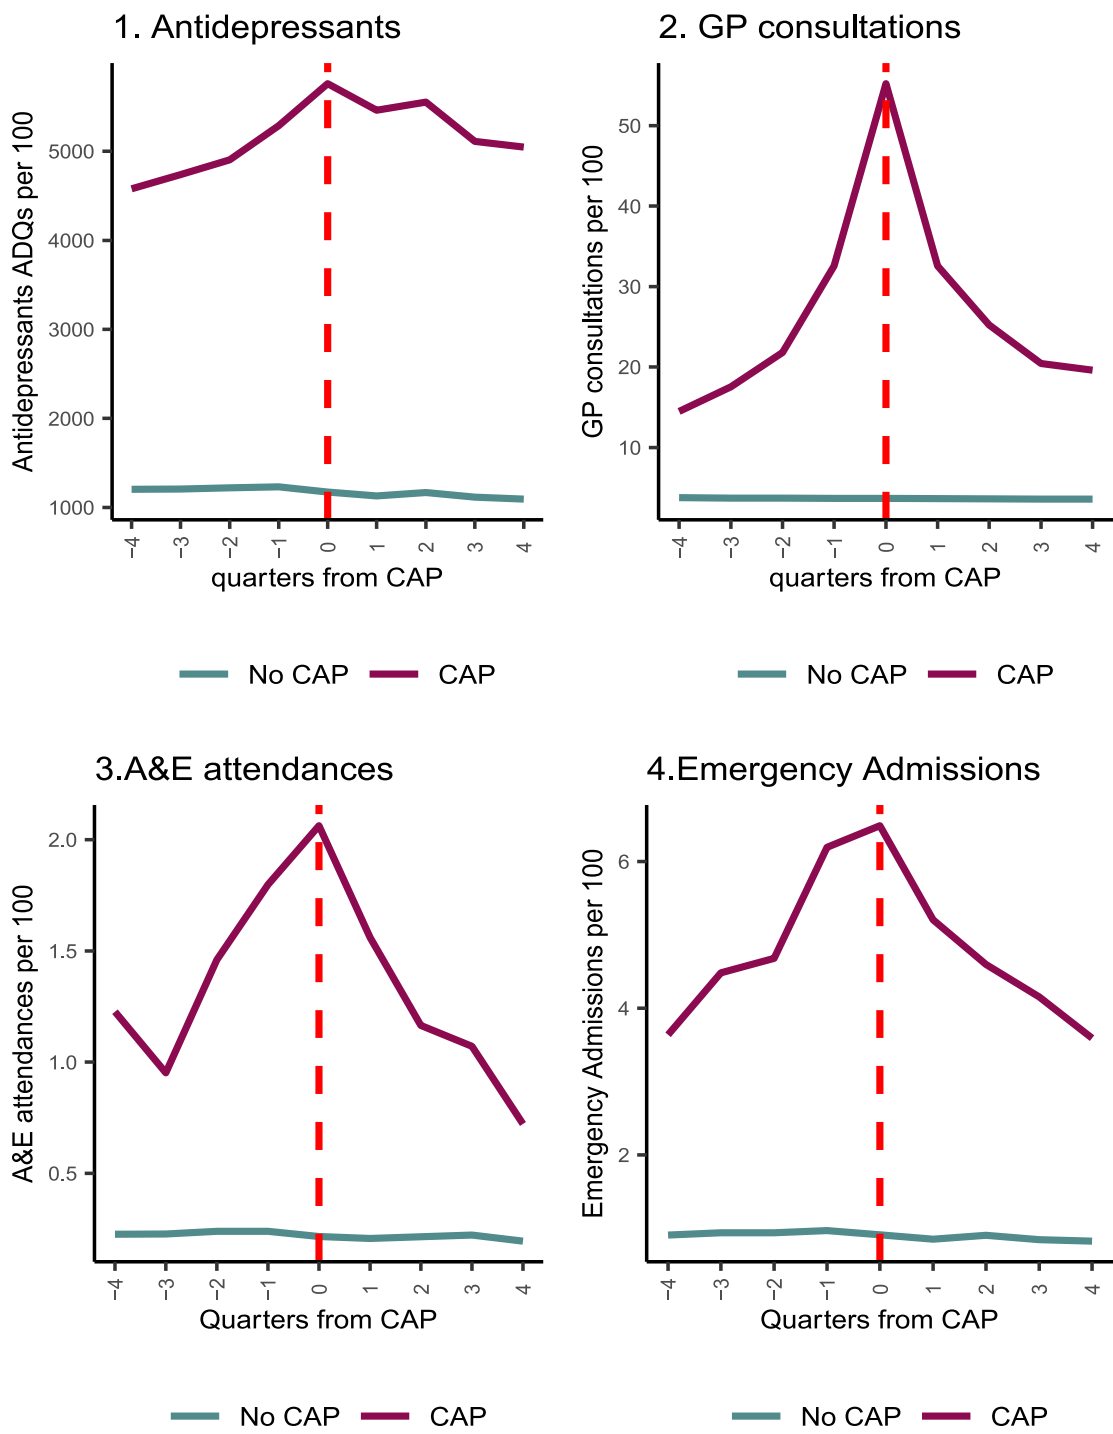 1. Antidepressants
Antidepressants ADQs per 100
5000
4000
3000
2000
1000
−4 −3 −2 −1 0 1 2 3 4
quarters from CAP
No CAP CAP
2. GP consultations
GP consultations per 100
50
40
30
20
10
−4 −3 −2 −1 0 1 2 3 4
quarters from CAP
No CAP CAP
3.A&E attendances
A&E attendances per 100
2.0
1.5
1.0
0.5
−4 −3 −2 −1 0 1 2 3 4
Quarters from CAP
No CAP CAP
4.Emergency Admissions
Emergency Admissions per 100
6
4
2
−4 −3 −2 −1 0 1 2 3 4
Quarters from CAP
No CAP CAP